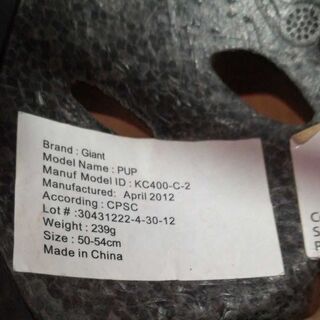 Brand : Giant
Model Name : PUP
Manuf Model ID : KC400-C-2
Manufactured: April 2012
According : CPSC
Lot # :30431222-4-30-12
Weight : 239g
Size : 50-54cm
Made in China